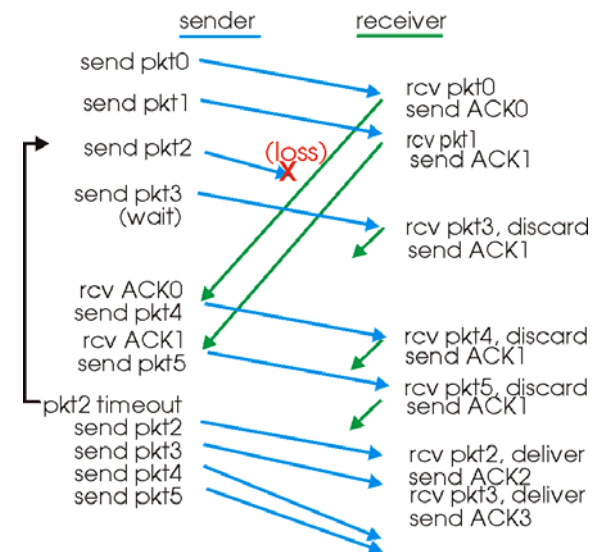 sender
receiver
send pkt0
send pkt1
send pkt2
send pkt3
(wait)
(loss)
X
rcv pkt0
send ACK0
rcv pkt1
send ACK1
rcv pkt3, discard
send ACK1
rcv ACK0
send pkt4
rcv ACK1
send pkt5
rcv pkt4, discard
send ACK1
rcv pkt5, discard
send ACK1
pkt2 timeout
send pkt2
send pkt3
send pkt4
send pkt5
rcv pkt2, deliver
send ACK2
rcv pkt3, deliver
send ACK3